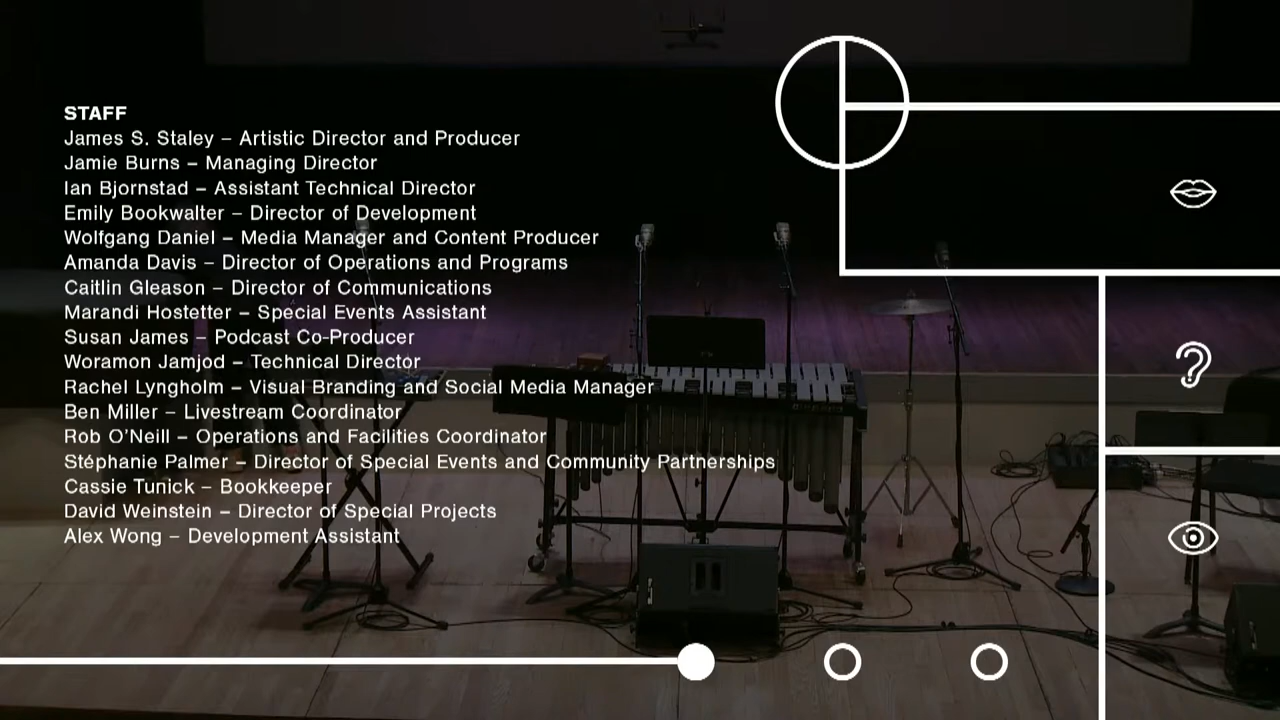 STAFF
James S. Staley – Artistic Director and Producer
Jamie Burns – Managing Director
Ian Bjornstad – Assistant Technical Director
Emily Bookwalter – Director of Development
Wolfgang Daniel – Media Manager and Content Producer
Amanda Davis – Director of Operations and Programs
Caitlin Gleason – Director of Communications
Marandi Hostetter – Special Events Assistant
Susan James – Podcast Co-Producer
Woramon Jamjod – Technical Director
Rachel Lyngholm – Visual Branding and Social Media Manager
Ben Miller – Livestream Coordinator
Rob O’Neill – Operations and Facilities Coordinator
Stéphanie Palmer – Director of Special Events and Community Partnerships
Cassie Tunick – Bookkeeper
David Weinstein – Director of Special Projects
Alex Wong – Development Assistant